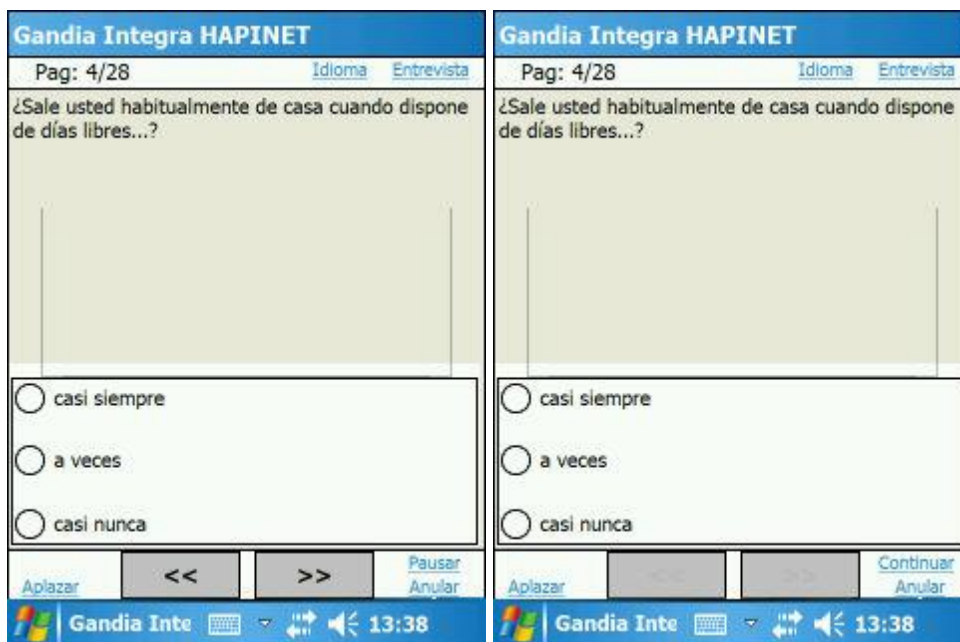 Gandia Integra HAPINET
Pag: 4/28 Idioma Entrevista
¿Sale usted habitualmente de casa cuando dispone
de días libres...?
casi siempre
a veces
casi nunca
Aplazar << >> Pausar
Anular
Gandia Inte 13:38
Gandia Integra HAPINET
Pag: 4/28 Idioma Entrevista
¿Sale usted habitualmente de casa cuando dispone
de días libres...?
casi siempre
a veces
casi nunca
Aplazar << >> Continuar
Anular
Gandia Inte 13:38